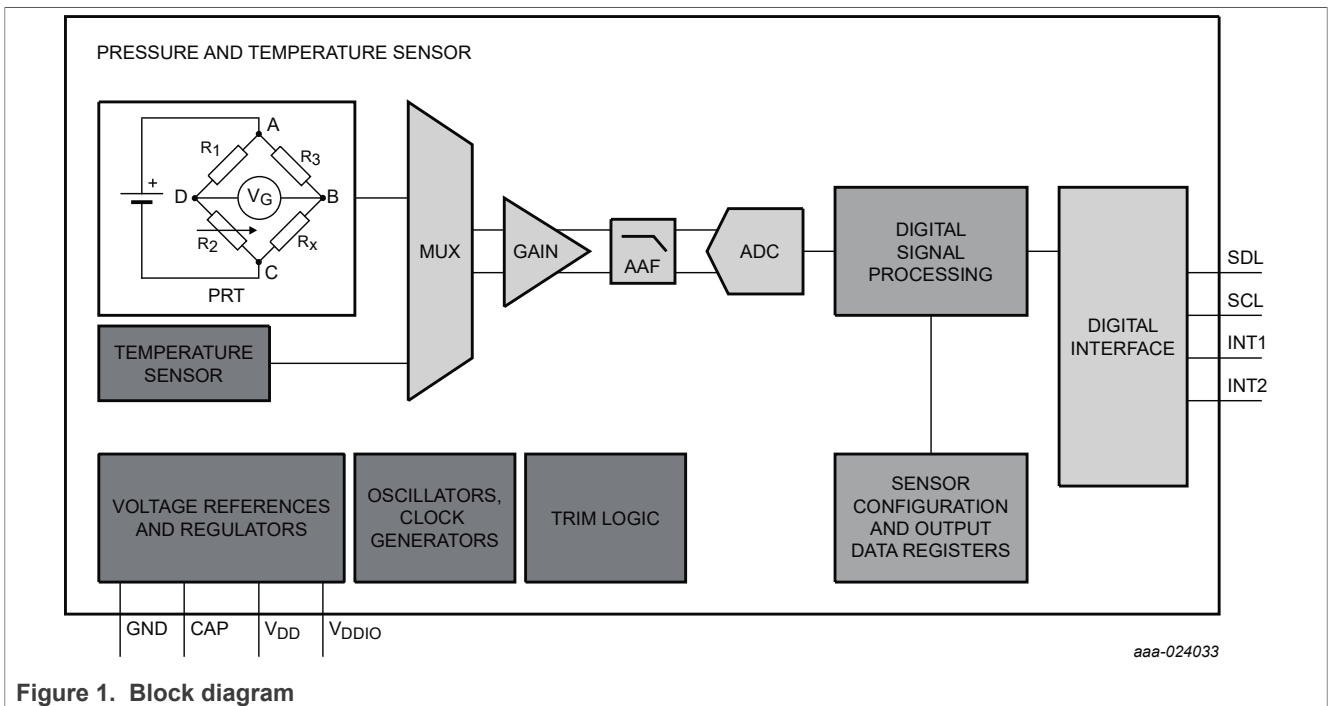 PRESSURE AND TEMPERATURE SENSOR
A
R1
R3
+
D
VG
B
R2
Rx
C
PRT
TEMPERATURE
SENSOR
MUX
GAIN
AAF
ADC
DIGITAL
SIGNAL
PROCESSING
DIGITAL
INTERFACE
SDL
SCL
INT1
INT2
VOLTAGE REFERENCES
AND REGULATORS
OSCILLATORS,
CLOCK
GENERATORS
TRIM LOGIC
SENSOR
CONFIGURATION
AND OUTPUT
DATA REGISTERS
GND
CAP
VDD
VDDIO
aaa-024033
Figure 1. Block diagram